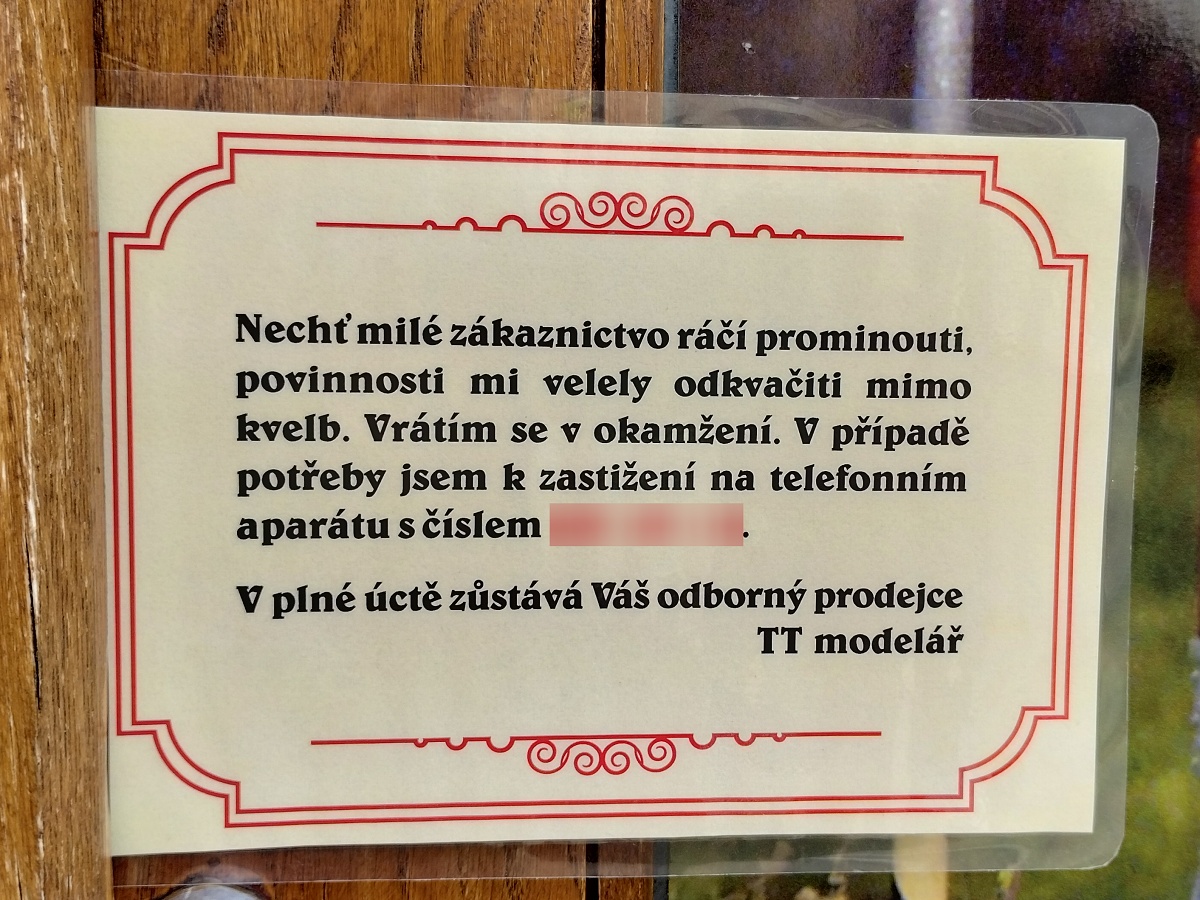 Nechť milé zákaznictvo ráčí prominouti,
povinnosti mi velely odkvačiti mimo
kvelb. Vrátím se v okamžení. V případě
potřeby jsem k zastižení na telefonním
aparátu s číslem .
V plné úctě zůstává Váš odborný prodejce
TT modelář